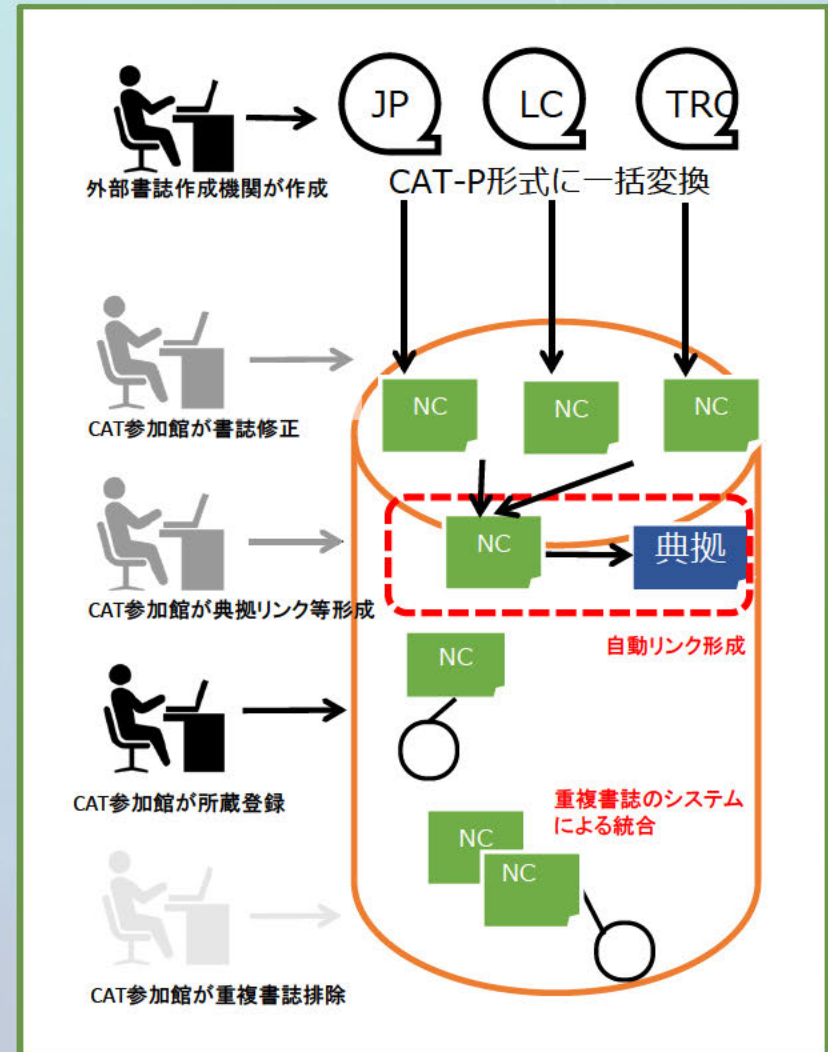 JP
LC
TRC
外部書誌作成機関が作成
CAT-P形式に一括変換
CAT参加館が書誌修正
NC
NC
NC
CAT参加館が典拠リンク等形成
NC
典拠
自動リンク形成
NC
CAT参加館が所蔵登録
重複書誌のシステム
による統合
NC
NC
CAT参加館が重複書誌排除